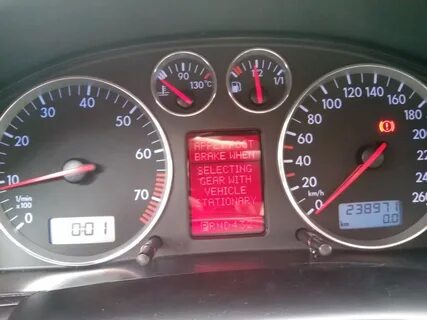 90
130°C
1/2
1/1
10
20
30
40
50
60
70
1/min
x100
0:01
APPLY FOOT
BRAKE WHEN
SELECTING
GEAR WITH
VEHICLE
STATIONARY
PRND432
20
40
60
80
100
120
140
160
180
200
220
240
260
km/h
238971
km
0.0